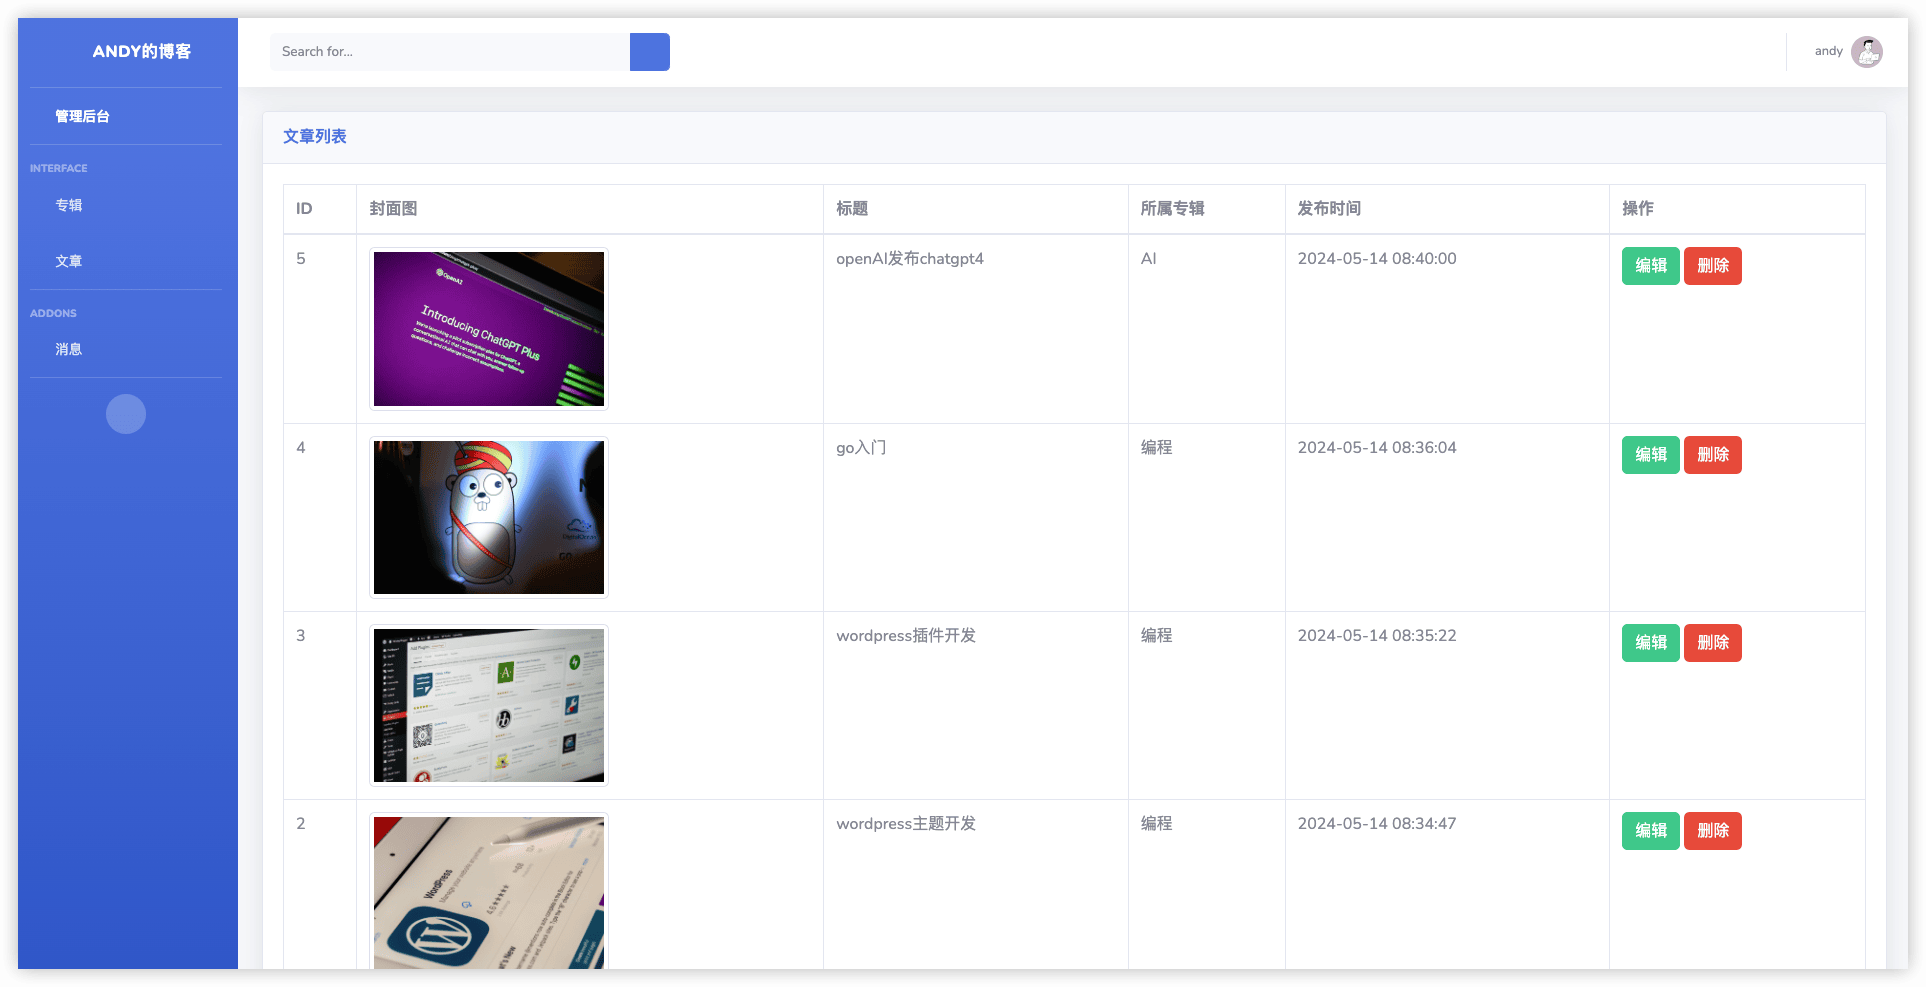 ANDY的博客
管理后台
INTERFACE
专辑
文章
ADDONS
消息
Search for...
andy
文章列表
ID 封面图 标题 所属专辑 发布时间 操作
5 openAI发布chatgpt4 AI 2024-05-14 08:40:00 编辑 删除
OpenAI
Introducing ChatGPT Plus
4 go入门 编程 2024-05-14 08:36:04 编辑 删除
3 wordpress插件开发 编程 2024-05-14 08:35:22 编辑 删除
2 wordpress主题开发 编程 2024-05-14 08:34:47 编辑 删除
WordPress